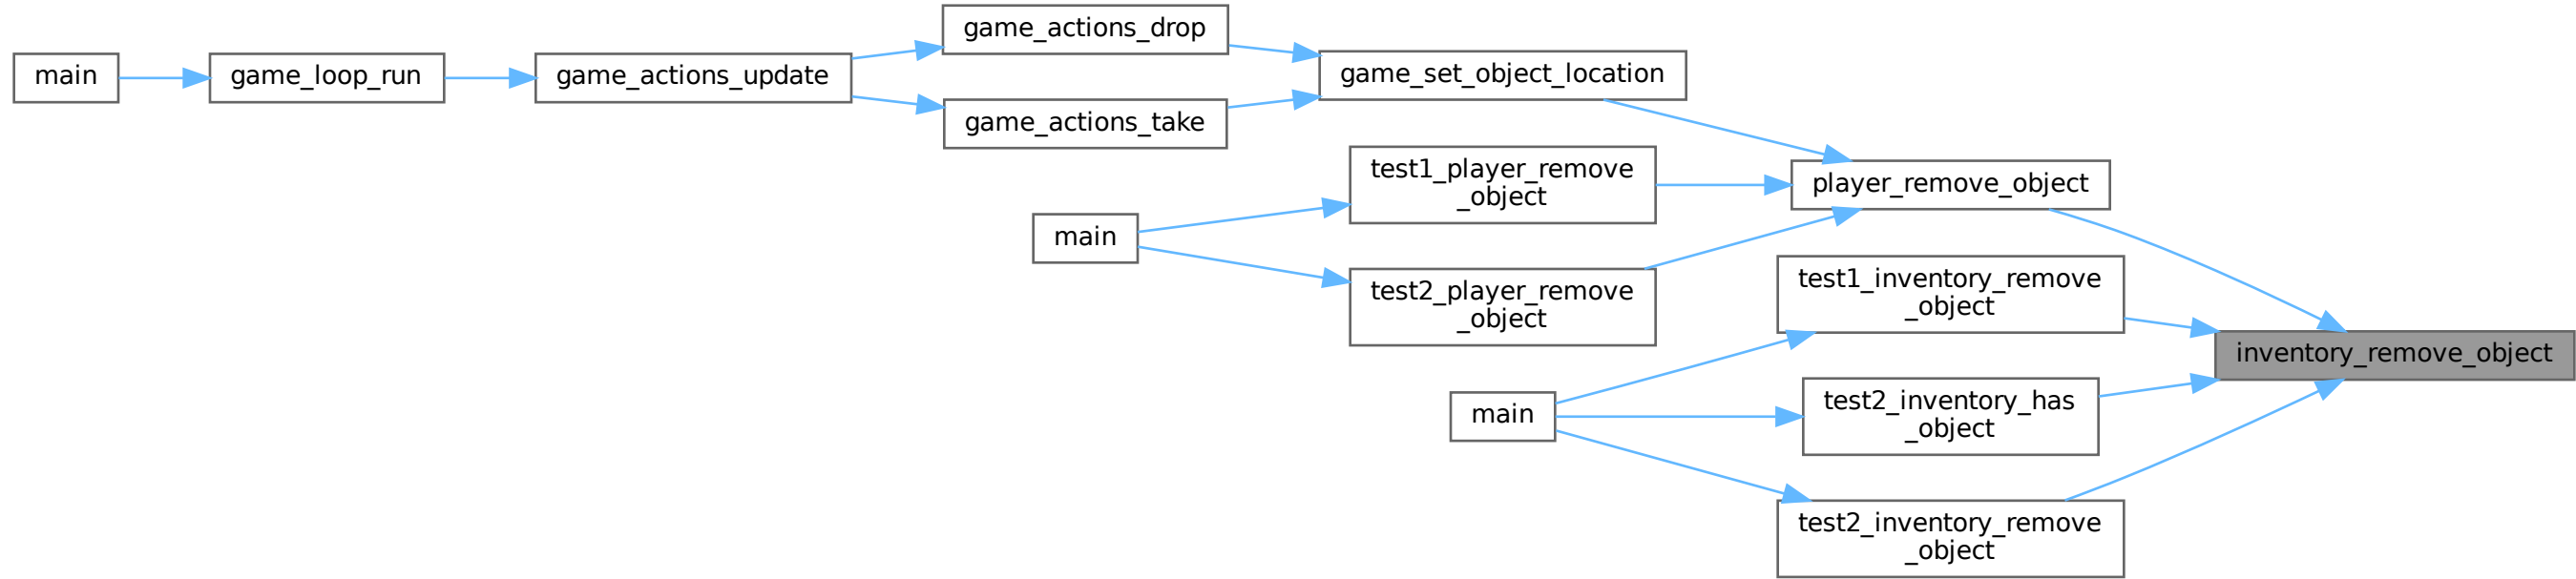 main
game_loop_run
game_actions_update
game_actions_drop
game_actions_take
game_set_object_location
main
test1_player_remove
_object
test2_player_remove
_object
player_remove_object
main
test1_inventory_remove
_object
test2_inventory_has
_object
test2_inventory_remove
_object
inventory_remove_object